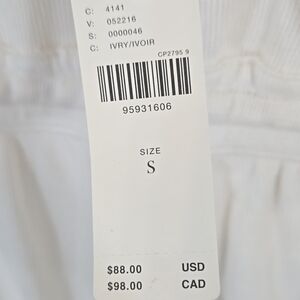 C: 4141
V: 052216
S: 0000046
C: IVRY/IVOIR
CP2795 9
95931606
SIZE
S
$88.00 USD
$98.00 CAD